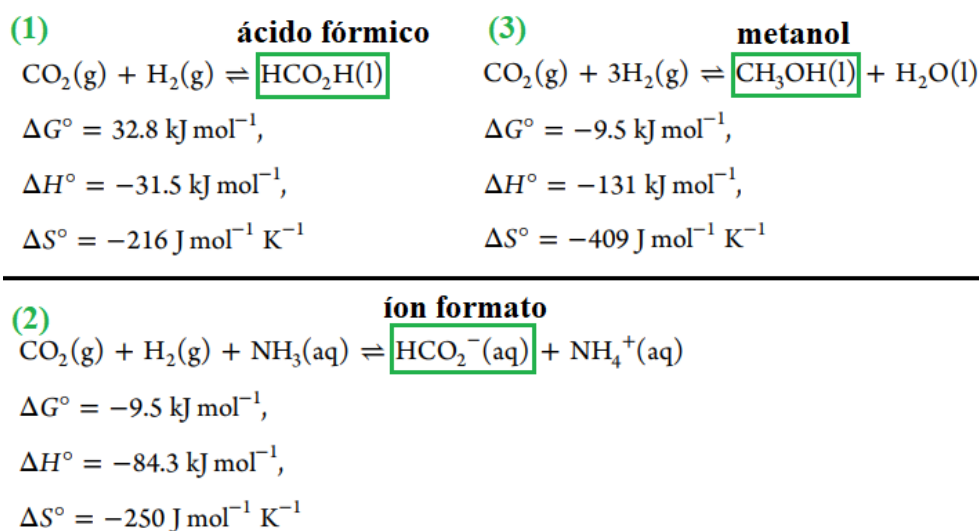 (1)
ácido fórmico
CO₂(g) + H₂(g) ⇌ HCO₂H(l)
ΔG° = 32.8 kJ mol⁻¹,
ΔH° = −31.5 kJ mol⁻¹,
ΔS° = −216 J mol⁻¹ K⁻¹
(3)
metanol
CO₂(g) + 3H₂(g) ⇌ CH₃OH(l) + H₂O(l)
ΔG° = −9.5 kJ mol⁻¹,
ΔH° = −131 kJ mol⁻¹,
ΔS° = −409 J mol⁻¹ K⁻¹
(2)
íon formato
CO₂(g) + H₂(g) + NH₃(aq) ⇌ HCO₂⁻(aq) + NH₄⁺(aq)
ΔG° = −9.5 kJ mol⁻¹,
ΔH° = −84.3 kJ mol⁻¹,
ΔS° = −250 J mol⁻¹ K⁻¹